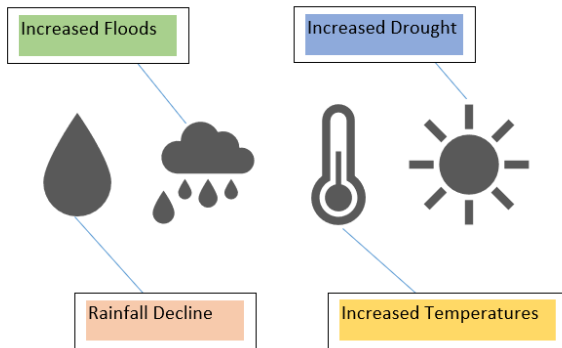 Increased Floods
Increased Drought
Rainfall Decline
Increased Temperatures